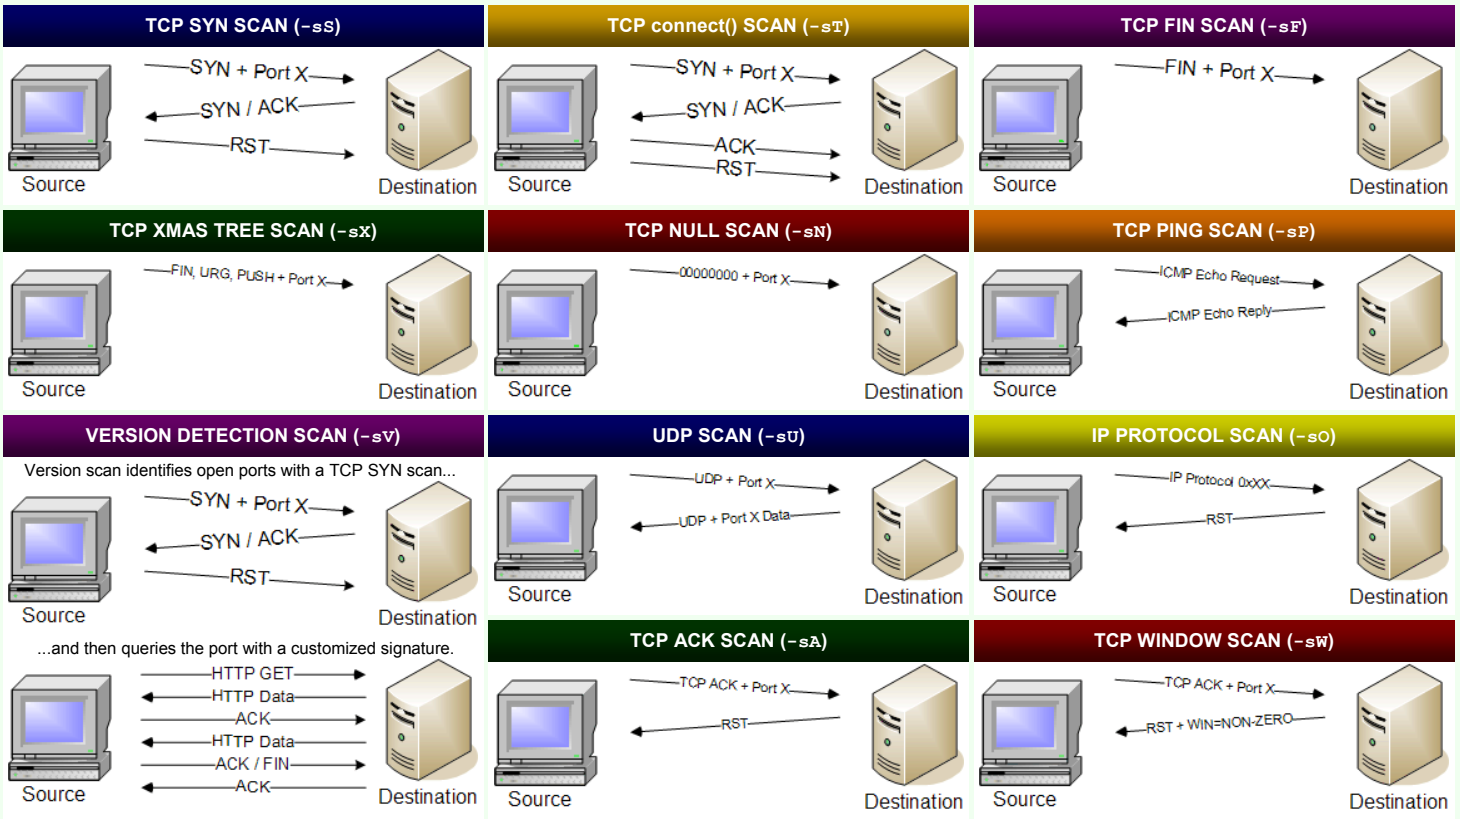 TCP SYN SCAN (-sS)
SYN + Port X
SYN / ACK
RST
Source
Destination
TCP connect() SCAN (-sT)
SYN + Port X
SYN / ACK
ACK
RST
Source
Destination
TCP FIN SCAN (-sF)
FIN + Port X
Source
Destination
TCP XMAS TREE SCAN (-sX)
FIN, URG, PUSH + Port X
Source
Destination
TCP NULL SCAN (-sN)
00000000 + Port X
Source
Destination
TCP PING SCAN (-sP)
ICMP Echo Request
ICMP Echo Reply
Source
Destination
VERSION DETECTION SCAN (-sV)
Version scan identifies open ports with a TCP SYN scan...
SYN + Port X
SYN / ACK
RST
Source
Destination
...and then queries the port with a customized signature.
HTTP GET
HTTP Data
ACK
HTTP Data
ACK / FIN
ACK
Source
Destination
UDP SCAN (-sU)
UDP + Port X
UDP + Port X Data
Source
Destination
IP PROTOCOL SCAN (-sO)
IP Protocol 0xXX
RST
Source
Destination
TCP ACK SCAN (-sA)
TCP ACK + Port X
RST
Source
Destination
TCP WINDOW SCAN (-sW)
TCP ACK + Port X
RST + WIN=NON-ZERO
Source
Destination